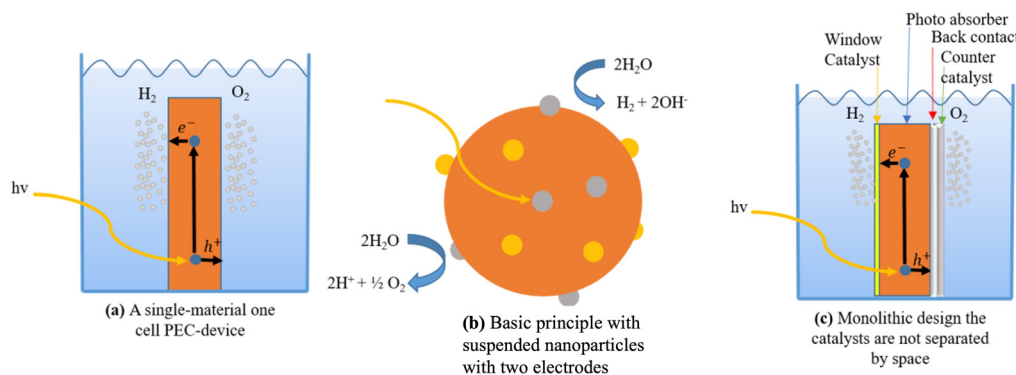 H₂
O₂
e⁻
hv
h⁺
(a) A single-material one
cell PEC-device
2H₂O
H₂ + 2OH⁻
2H₂O
2H⁺ + ½ O₂
(b) Basic principle with
suspended nanoparticles
with two electrodes
Photo absorber
Window
Catalyst
Back contact
Counter
catalyst
H₂
O₂
e⁻
hv
h⁺
(c) Monolithic design the
catalysts are not separated
by space